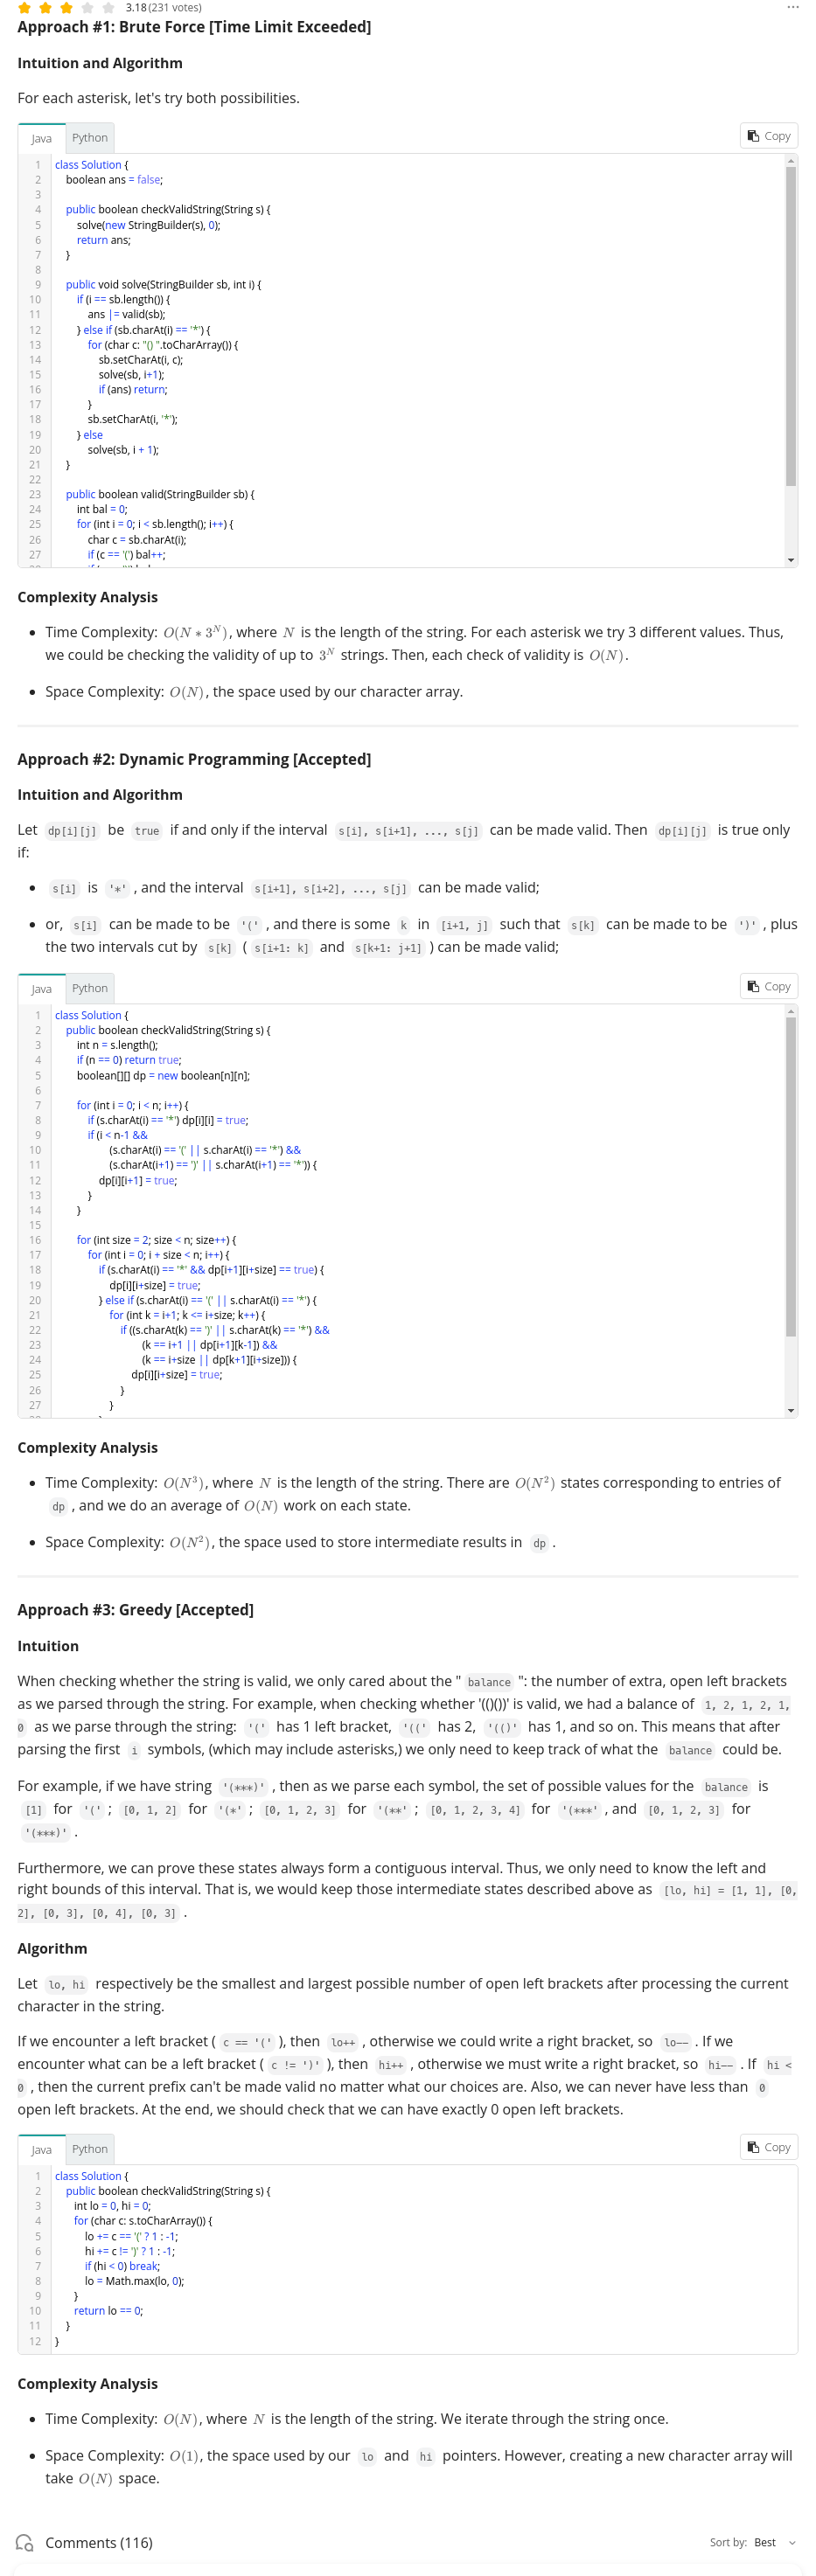 3.18 (231 votes)
Approach #1: Brute Force [Time Limit Exceeded]
Intuition and Algorithm
For each asterisk, let's try both possibilities.
Java Python Copy
1 class Solution {
2 boolean ans = false;
3
4 public boolean checkValidString(String s) {
5 solve(new StringBuilder(s), 0);
6 return ans;
7 }
8
9 public void solve(StringBuilder sb, int i) {
10 if (i == sb.length()) {
11 ans |= valid(sb);
12 } else if (sb.charAt(i) == '*') {
13 for (char c: "() ".toCharArray()) {
14 sb.setCharAt(i, c);
15 solve(sb, i+1);
16 if (ans) return;
17 }
18 sb.setCharAt(i, '*');
19 } else
20 solve(sb, i + 1);
21 }
22
23 public boolean valid(StringBuilder sb) {
24 int bal = 0;
25 for (int i = 0; i < sb.length(); i++) {
26 char c = sb.charAt(i);
27 if (c == '(') bal++;
Complexity Analysis
• Time Complexity: O(N * 3^N), where N is the length of the string. For each asterisk we try 3 different values. Thus,
we could be checking the validity of up to 3^N strings. Then, each check of validity is O(N).
• Space Complexity: O(N), the space used by our character array.
Approach #2: Dynamic Programming [Accepted]
Intuition and Algorithm
Let dp[i][j] be true if and only if the interval s[i], s[i+1], ..., s[j] can be made valid. Then dp[i][j] is true only
if:
• s[i] is '*' , and the interval s[i+1], s[i+2], ..., s[j] can be made valid;
• or, s[i] can be made to be '(' , and there is some k in [i+1, j] such that s[k] can be made to be ')' , plus
the two intervals cut by s[k] ( s[i+1: k] and s[k+1: j+1] ) can be made valid;
Java Python Copy
1 class Solution {
2 public boolean checkValidString(String s) {
3 int n = s.length();
4 if (n == 0) return true;
5 boolean[][] dp = new boolean[n][n];
6
7 for (int i = 0; i < n; i++) {
8 if (s.charAt(i) == '*') dp[i][i] = true;
9 if (i < n-1 &&
10 (s.charAt(i) == '(' || s.charAt(i) == '*') &&
11 (s.charAt(i+1) == ')' || s.charAt(i+1) == '*')) {
12 dp[i][i+1] = true;
13 }
14 }
15
16 for (int size = 2; size < n; size++) {
17 for (int i = 0; i + size < n; i++) {
18 if (s.charAt(i) == '*' && dp[i+1][i+size] == true) {
19 dp[i][i+size] = true;
20 } else if (s.charAt(i) == '(' || s.charAt(i) == '*') {
21 for (int k = i+1; k <= i+size; k++) {
22 if ((s.charAt(k) == ')' || s.charAt(k) == '*') &&
23 (k == i+1 || dp[i+1][k-1]) &&
24 (k == i+size || dp[k+1][i+size])) {
25 dp[i][i+size] = true;
26 }
27 }
Complexity Analysis
• Time Complexity: O(N^3), where N is the length of the string. There are O(N^2) states corresponding to entries of
dp , and we do an average of O(N) work on each state.
• Space Complexity: O(N^2), the space used to store intermediate results in dp .
Approach #3: Greedy [Accepted]
Intuition
When checking whether the string is valid, we only cared about the " balance ": the number of extra, open left brackets
as we parsed through the string. For example, when checking whether '(()())' is valid, we had a balance of 1, 2, 1, 2, 1,
0 as we parse through the string: '(' has 1 left bracket, '((' has 2, '(()' has 1, and so on. This means that after
parsing the first i symbols, (which may include asterisks,) we only need to keep track of what the balance could be.
For example, if we have string '(***)' , then as we parse each symbol, the set of possible values for the balance is
[1] for '(' ; [0, 1, 2] for '(*' ; [0, 1, 2, 3] for '(**' ; [0, 1, 2, 3, 4] for '(***' , and [0, 1, 2, 3] for
'(***)' .
Furthermore, we can prove these states always form a contiguous interval. Thus, we only need to know the left and
right bounds of this interval. That is, we would keep those intermediate states described above as [lo, hi] = [1, 1], [0,
2], [0, 3], [0, 4], [0, 3] .
Algorithm
Let lo, hi respectively be the smallest and largest possible number of open left brackets after processing the current
character in the string.
If we encounter a left bracket ( c == '(' ), then lo++ , otherwise we could write a right bracket, so lo-- . If we
encounter what can be a left bracket ( c != ')' ), then hi++ , otherwise we must write a right bracket, so hi-- . If hi <
0 , then the current prefix can't be made valid no matter what our choices are. Also, we can never have less than 0
open left brackets. At the end, we should check that we can have exactly 0 open left brackets.
Java Python Copy
1 class Solution {
2 public boolean checkValidString(String s) {
3 int lo = 0, hi = 0;
4 for (char c: s.toCharArray()) {
5 lo += c == '(' ? 1 : -1;
6 hi += c != ')' ? 1 : -1;
7 if (hi < 0) break;
8 lo = Math.max(lo, 0);
9 }
10 return lo == 0;
11 }
12 }
Complexity Analysis
• Time Complexity: O(N), where N is the length of the string. We iterate through the string once.
• Space Complexity: O(1), the space used by our lo and hi pointers. However, creating a new character array will
take O(N) space.
Comments (116) Sort by: Best